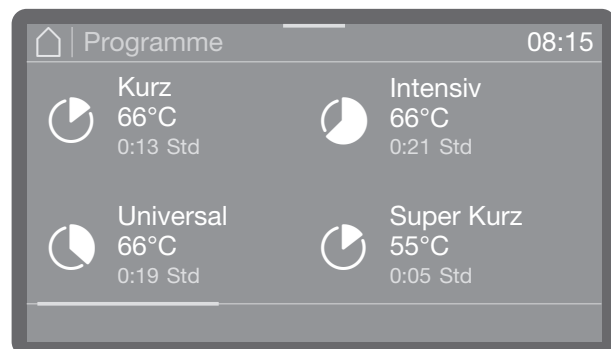 Programme
08:15
Kurz
66°C
0:13 Std
Intensiv
66°C
0:21 Std
Universal
66°C
0:19 Std
Super Kurz
55°C
0:05 Std